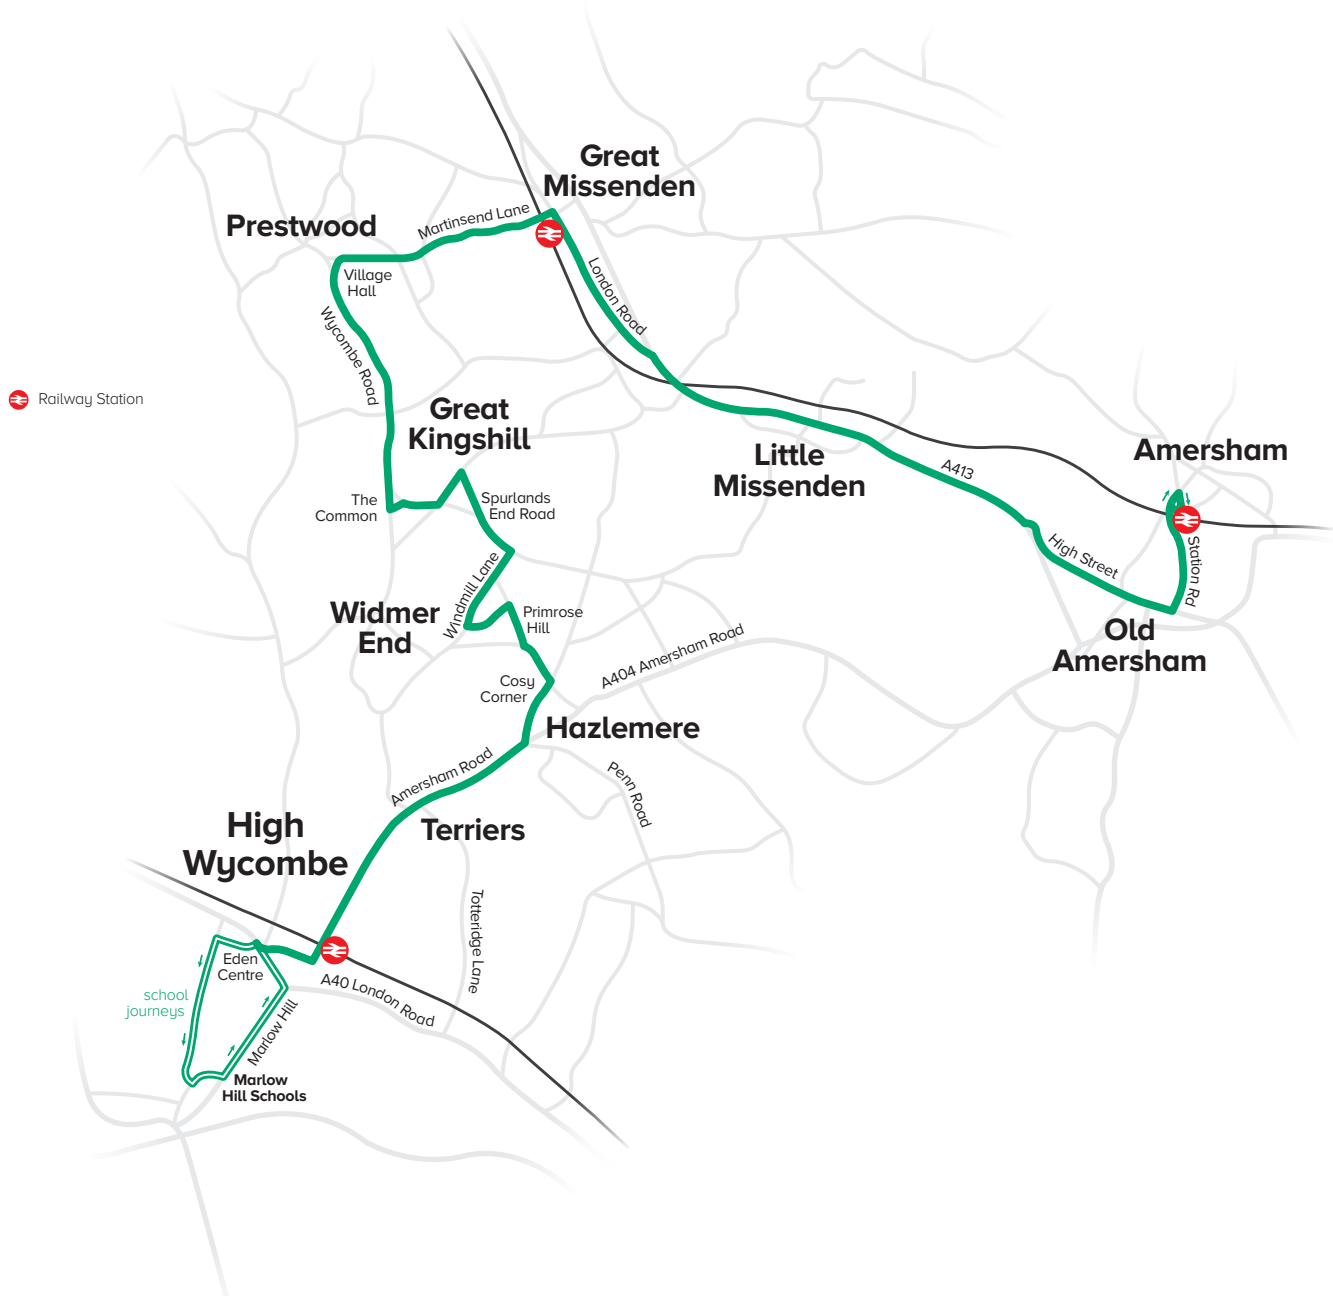 Great
Missenden
Prestwood
Martinsend Lane
Village
Hall
London Road
Wycombe Road
Railway Station
Great
Kingshill
Little
Missenden
A413
Amersham
The
Common
Spurlands
End Road
High Street
Station Rd
Windmill Lane
Widmer
End
Primrose
Hill
Old
Amersham
A404 Amersham Road
Cosy
Corner
Hazlemere
Amersham Road
Penn Road
High
Wycombe
Terriers
Totteridge Lane
Eden
Centre
A40 London Road
school
journeys
Marlow Hill
Marlow
Hill Schools